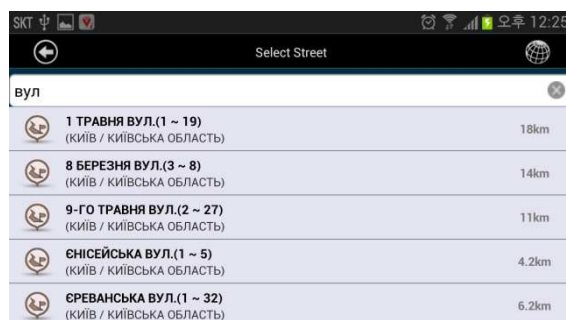 SKT 오후 12:25
Select Street
вул
1 ТРАВНЯ ВУЛ.(1 ~ 19)
(КИЇВ / КИЇВСЬКА ОБЛАСТЬ)
18km
8 БЕРЕЗНЯ ВУЛ.(3 ~ 8)
(КИЇВ / КИЇВСЬКА ОБЛАСТЬ)
14km
9-ГО ТРАВНЯ ВУЛ.(2 ~ 27)
(КИЇВ / КИЇВСЬКА ОБЛАСТЬ)
11km
ЄНІСЕЙСЬКА ВУЛ.(1 ~ 5)
(КИЇВ / КИЇВСЬКА ОБЛАСТЬ)
4.2km
ЄРЕВАНСЬКА ВУЛ.(1 ~ 32)
(КИЇВ / КИЇВСЬКА ОБЛАСТЬ)
6.2km